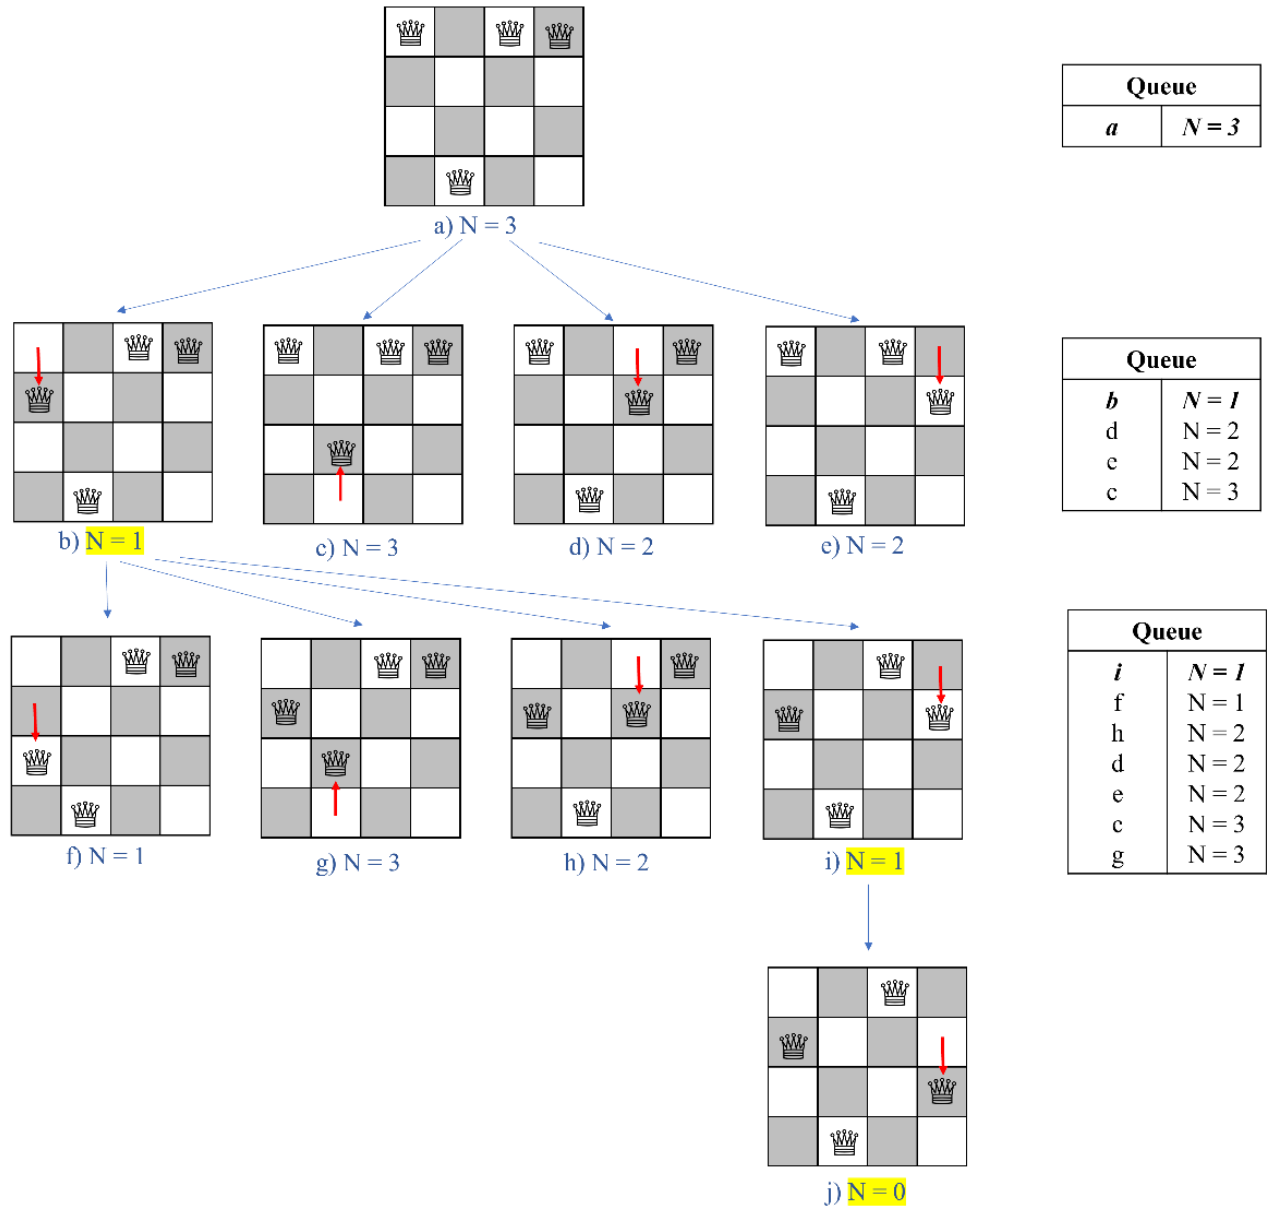 Queue
a N = 3
a) N = 3
Queue
b N = 1
d N = 2
e N = 2
c N = 3
b) N = 1
c) N = 3
d) N = 2
e) N = 2
Queue
i N = 1
f N = 1
h N = 2
d N = 2
e N = 2
c N = 3
g N = 3
f) N = 1
g) N = 3
h) N = 2
i) N = 1
j) N = 0